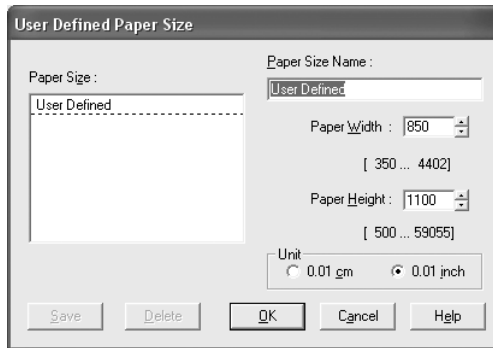 User Defined Paper Size
Paper Size :
User Defined
Paper Size Name :
User Defined
Paper Width : 850
[ 350 ... 4402]
Paper Height : 1100
[ 500 ... 59055]
Unit
0.01 cm 0.01 inch
Save Delete OK Cancel Help